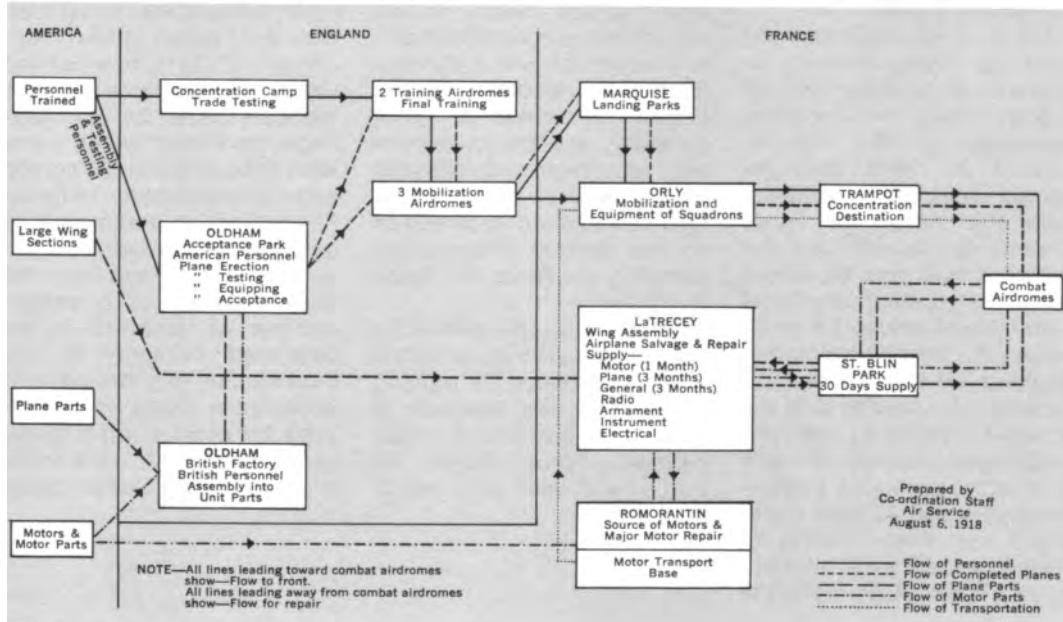 AMERICA
ENGLAND
FRANCE
Personnel
Trained
Assembly
& Testing
Personnel
Concentration Camp
Trade Testing
2 Training Airdromes
Final Training
MARQUISE
Landing Parks
3 Mobilization
Airdromes
ORLY
Mobilization and
Equipment of Squadrons
TRAMPOT
Concentration
Destination
Large Wing
Sections
OLDHAM
Acceptance Park
American Personnel
Plane Erection
" Testing
" Equipping
" Acceptance
Combat
Airdromes
LaTRECEY
Wing Assembly
Airplane Salvage & Repair
Supply—
Motor (1 Month)
Plane (3 Months)
General (3 Months)
Radio
Armament
Instrument
Electrical
ST. BLIN
PARK
30 Days Supply
Plane Parts
OLDHAM
British Factory
British Personnel
Assembly into
Unit Parts
Motors &
Motor Parts
ROMORANTIN
Source of Motors &
Major Motor Repair
Motor Transport
Base
Prepared by
Co-ordination Staff
Air Service
August 6, 1918
NOTE—All lines leading toward combat airdromes
show—Flow to front.
All lines leading away from combat airdromes
show—Flow for repair
Flow of Personnel
Flow of Completed Planes
Flow of Plane Parts
Flow of Motor Parts
Flow of Transportation